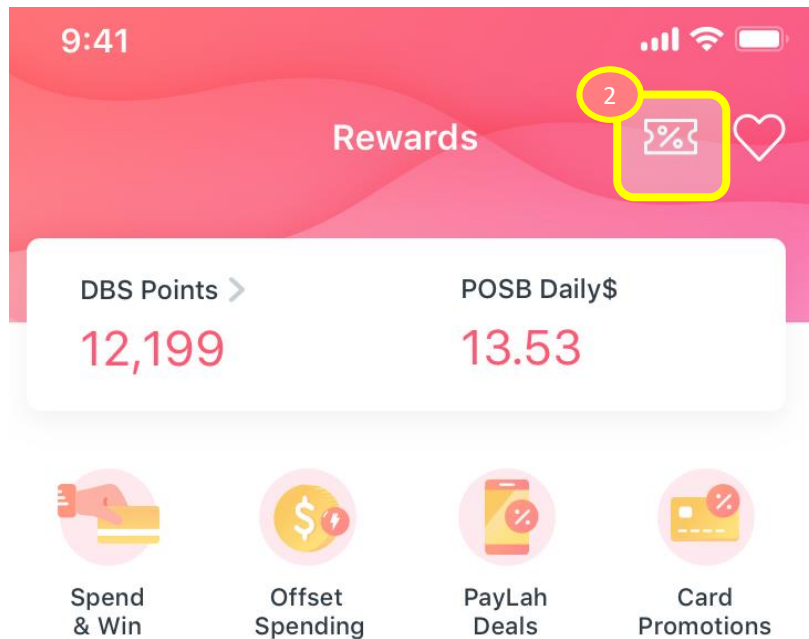 9:41
2
Rewards
DBS Points
POSB Daily$
12,199
13.53
Spend
& Win
Offset
Spending
PayLah
Deals
Card
Promotions